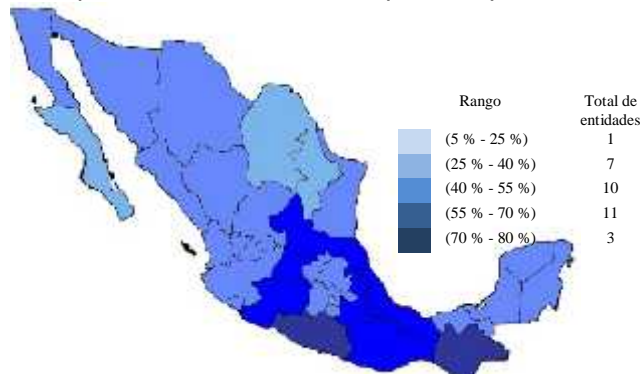 Rango Total de entidades
(5 % - 25 %) 1
(25 % - 40 %) 7
(40 % - 55 %) 10
(55 % - 70 %) 11
(70 % - 80 %) 3